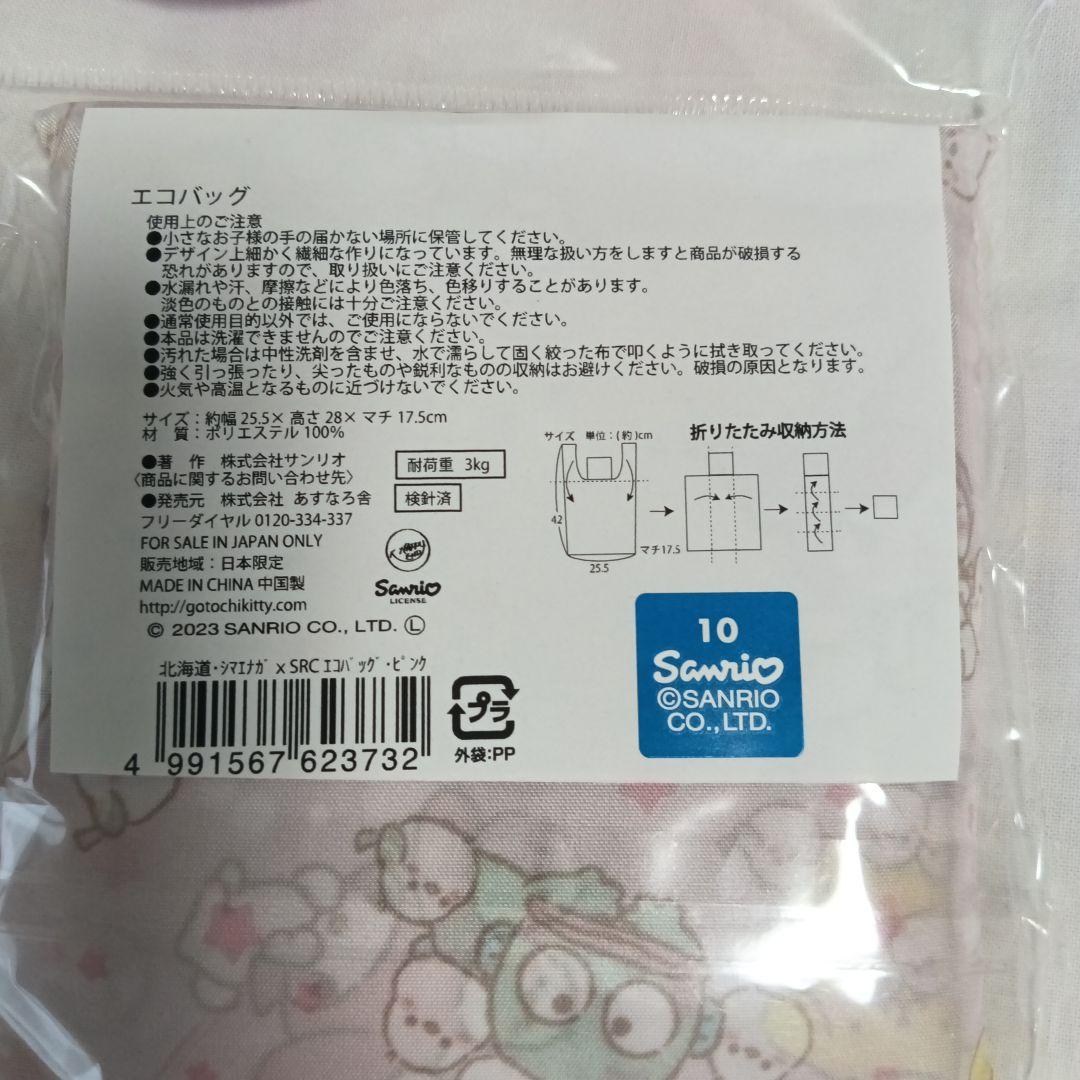 エコバッグ
使用上のご注意
●小さなお子様の手の届かない場所に保管してください。
●デザイン上細かく繊細な作りになっています。無理な扱い方をしますと商品が破損する
恐れがありますので、取り扱いにご注意ください。
●水漏れや汗、摩擦などにより色落ち、色移りすることがあります。
淡色のものとの接触には十分ご注意ください。
●通常使用目的以外では、ご使用にならないでください。
●本品は洗濯できませんのでご注意ください。
●汚れた場合は中性洗剤を含ませ、水で濡らして固く絞った布で叩くように拭き取ってください。
●強く引っ張ったり、尖ったものや鋭利なものの収納はお避けください。破損の原因となります。
●火気や高温となるものに近づけないでください。
サイズ：約幅 25.5× 高さ 28× マチ 17.5cm
材 質：ポリエステル 100%
●著 作 株式会社サンリオ
〈商品に関するお問い合わせ先〉
●発売元 株式会社 あすなろ舎
フリーダイヤル 0120-334-337
FOR SALE IN JAPAN ONLY
販売地域：日本限定
MADE IN CHINA 中国製
http://gotochikitty.com
© 2023 SANRIO CO., LTD. Ⓛ
耐荷重 3kg
検針済
Sanrio
LICENSE
サイズ 単位：(約)cm
折りたたみ収納方法
42
マチ17.5
25.5
北海道・ｼﾏｴﾅｶﾞ x SRC ｴｺﾊﾞｯｸﾞ・ﾋﾟﾝｸ
4 991567 623732
プラ
外袋:PP
10
Sanrio
©SANRIO
CO.,LTD.